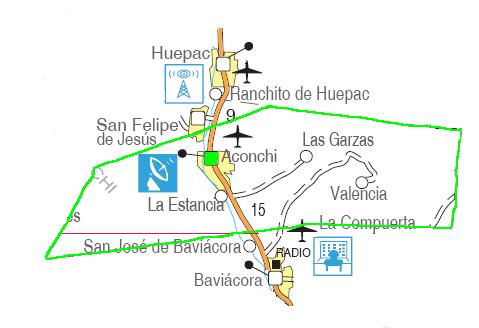 Huepac
Ranchito de Huepac
9
San Felipe
de Jesús
Aconchi
Las Garzas
CHI
Valencia
La Estancia
15
es
La Compuerta
San José de Baviácora
RADIO
Baviácora